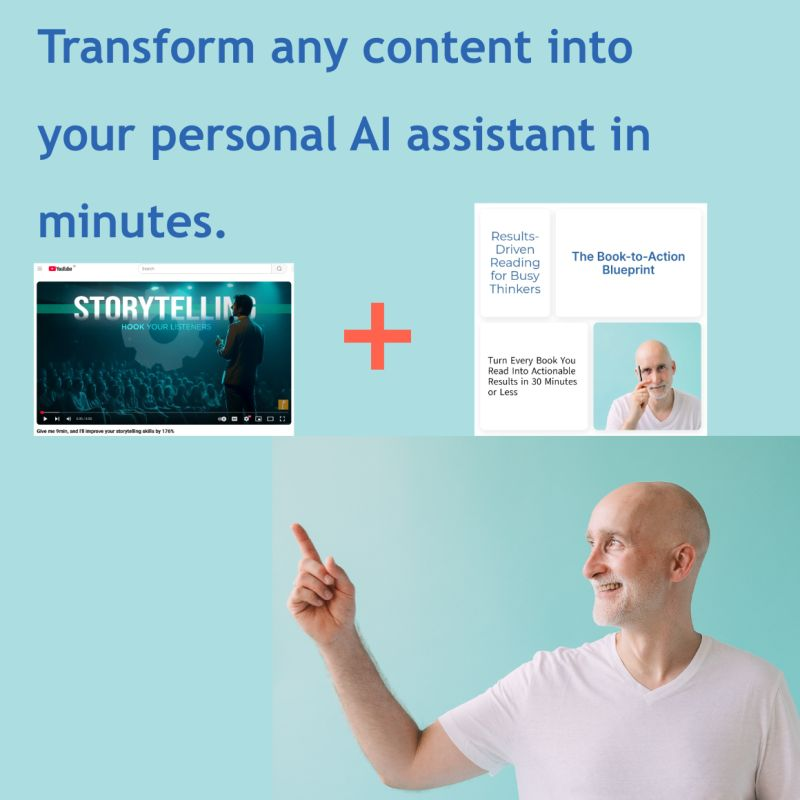 Transform any content into
your personal AI assistant in
minutes.
YouTube
Search
STORYTELLING
HOOK YOUR LISTENERS
Give me 9min, and I'll improve your storytelling skills by 176%
Results-
Driven
Reading
for Busy
Thinkers
The Book-to-Action
Blueprint
Turn Every Book You
Read Into Actionable
Results in 30 Minutes
or Less